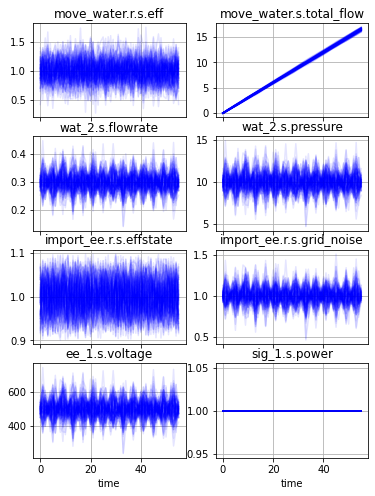 move_water.r.s.eff
move_water.s.total_flow
1.5
1.0
0.5
15
10
5
0
wat_2.s.flowrate
wat_2.s.pressure
0.4
0.3
0.2
15
10
5
import_ee.r.s.effstate
import_ee.r.s.grid_noise
1.1
1.0
0.9
1.5
1.0
0.5
ee_1.s.voltage
sig_1.s.power
600
400
1.05
1.00
0.95
0 20 40
0 20 40
time
time